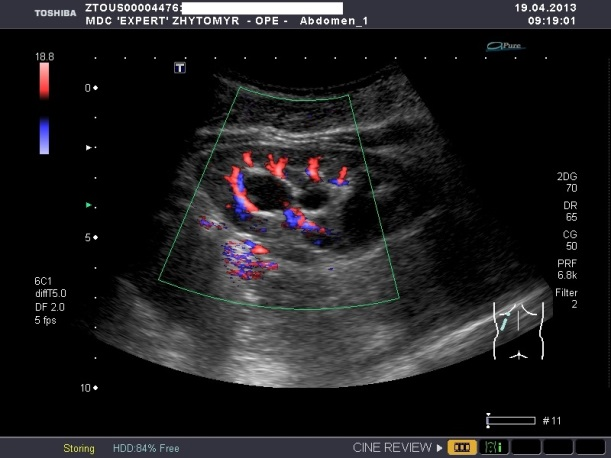 TOSHIBA
ZTOUS00004476:
19.04.2013
MDC 'EXPERT' ZHYTOMYR - OPE - Abdomen_1
09:19:01
APure
18.8
T
0
5
10
2DG
70
DR
65
CG
50
PRF
6.8k
Filter
2
6C1
diffT5.0
DF 2.0
5 fps
#11
Storing
HDD:84% Free
CINE REVIEW